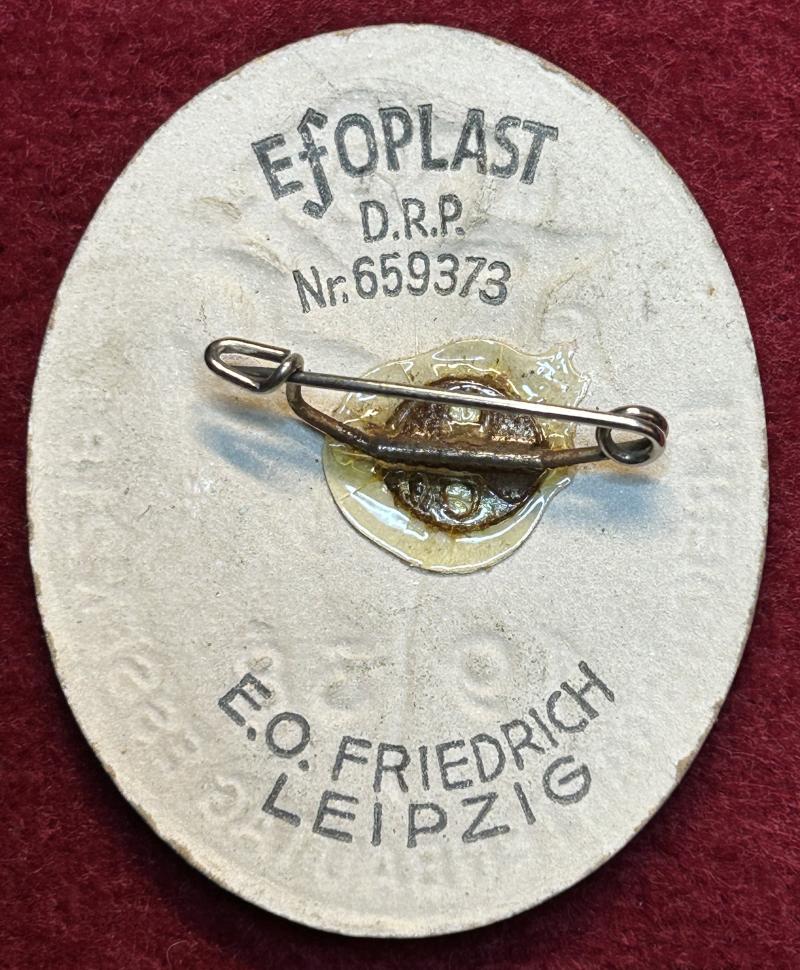 EfOPLAST
D.R.P.
Nr. 659373
E.O. FRIEDRICH
LEIPZIG